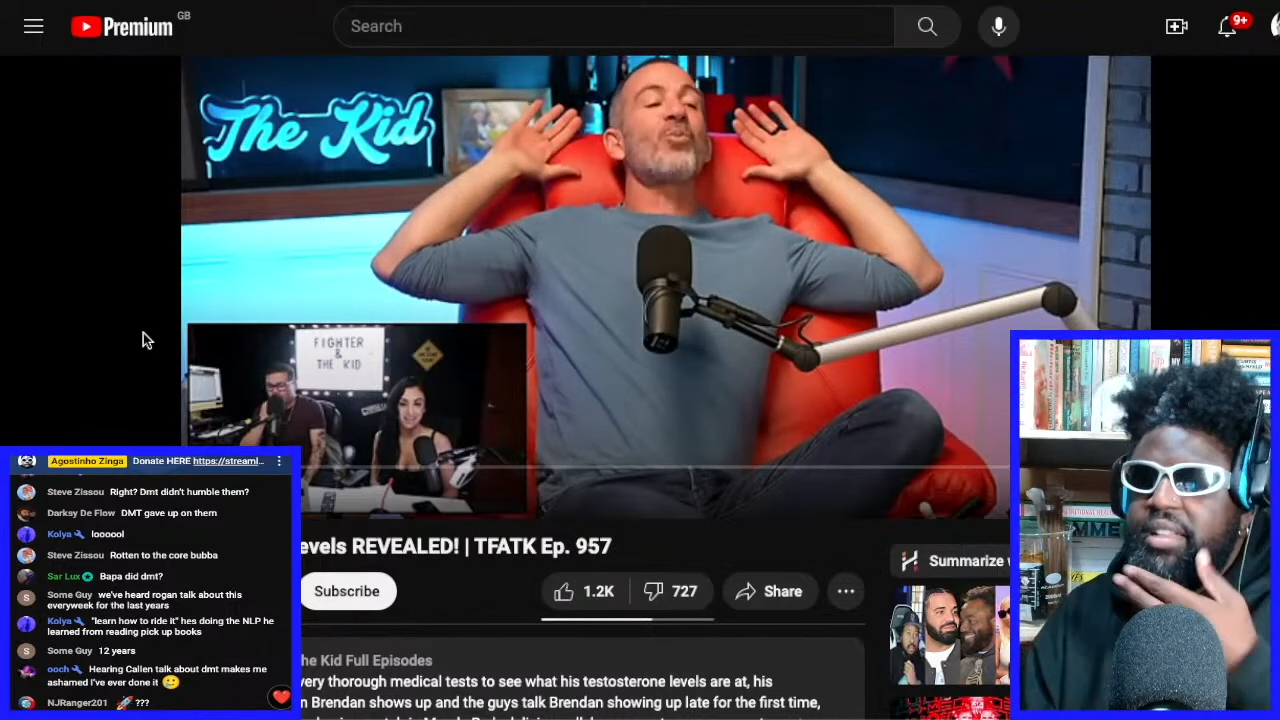 Premium GB
Search
9+
The Kid
FIGHTER
&
THE KID
Agostinho Zinga Donate HERE https://streaml...
Steve Zissou Right? Dmt didn't humble them?
Darksy De Flow DMT gave up on them
Kolya loooool
Steve Zissou Rotten to the core bubba
Sar Lux Bapa did dmt?
Some Guy we've heard rogan talk about this
everyweek for the last years
Kolya "learn how to ride it" hes doing the NLP he
learned from reading pick up books
Some Guy 12 years
ooch Hearing Callen talk about dmt makes me
ashamed I've ever done it
NJRanger201 ???
evels REVEALED! | TFATK Ep. 957
Subscribe
1.2K
727
Share
Summarize
he Kid Full Episodes
very thorough medical tests to see what his testosterone levels are at, his
n Brendan shows up and the guys talk Brendan showing up late for the first time,